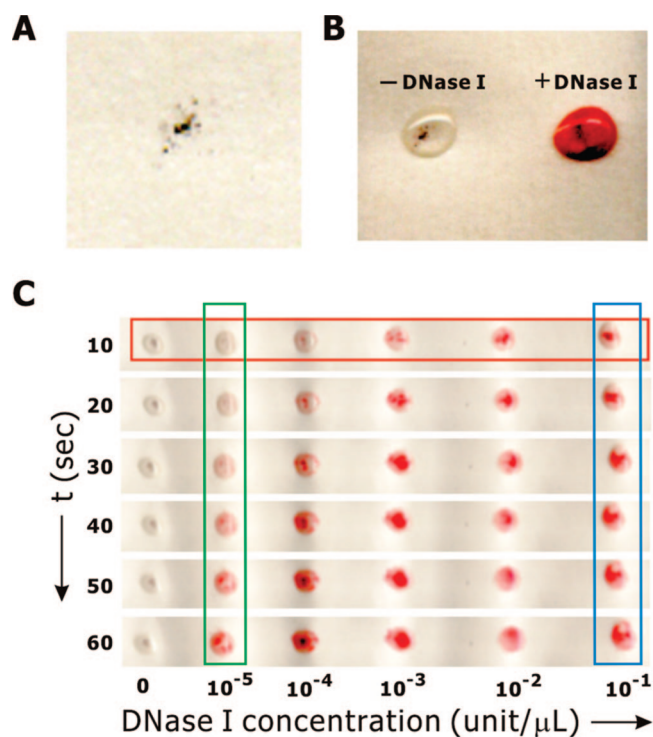 A
B
− DNase I + DNase I
C
t (sec)
10
20
30
40
50
60
0 10⁻⁵ 10⁻⁴ 10⁻³ 10⁻² 10⁻¹
DNase I concentration (unit/µL)